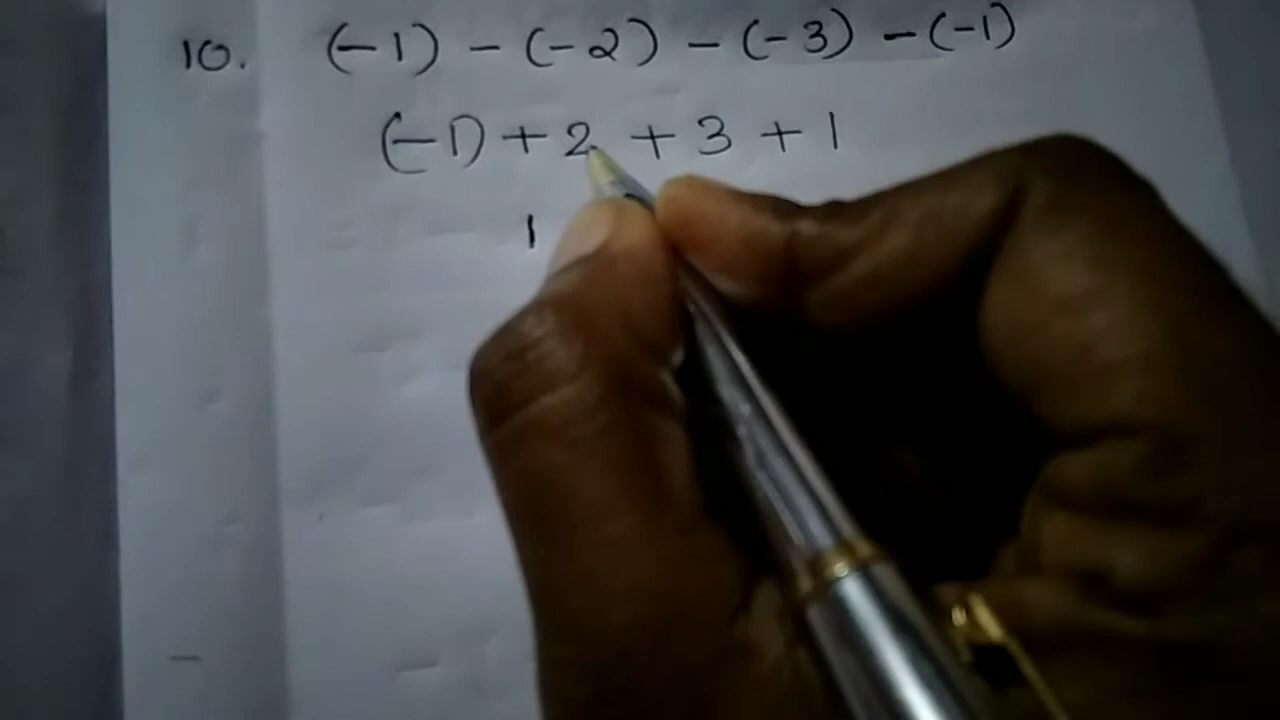 10. (-1) - (-2) - (-3) - (-1)
(-1) + 2 + 3 + 1
1